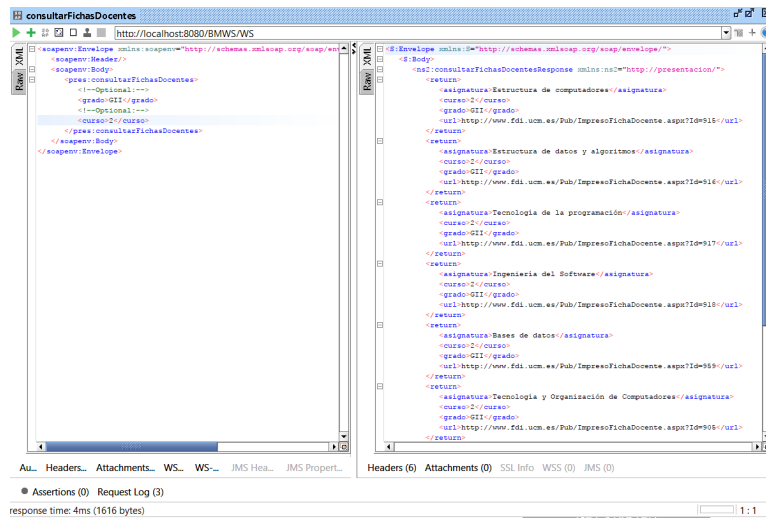 consultarFichasDocentes
http://localhost:8080/BMWS/WS
XML
Raw
<soapenv:Envelope xmlns:soapenv="http://schemas.xmlsoap.org/soap/env
<soapenv:Header/>
<soapenv:Body>
<pres:consultarFichasDocentes>
<!--Optional:-->
<grado>GII</grado>
<!--Optional:-->
<curso>2</curso>
</pres:consultarFichasDocentes>
</soapenv:Body>
</soapenv:Envelope>
XML
Raw
<S:Envelope xmlns:S="http://schemas.xmlsoap.org/soap/envelope/">
<S:Body>
<ns2:consultarFichasDocentesResponse xmlns:ns2="http://presentacion/">
<return>
<asignatura>Estructura de computadores</asignatura>
<curso>2</curso>
<grado>GII</grado>
<url>http://www.fdi.ucm.es/Pub/ImpresoFichaDocente.aspx?Id=915</url>
</return>
<return>
<asignatura>Estructura de datos y algoritmos</asignatura>
<curso>2</curso>
<grado>GII</grado>
<url>http://www.fdi.ucm.es/Pub/ImpresoFichaDocente.aspx?Id=916</url>
</return>
<return>
<asignatura>Tecnología de la programación</asignatura>
<curso>2</curso>
<grado>GII</grado>
<url>http://www.fdi.ucm.es/Pub/ImpresoFichaDocente.aspx?Id=917</url>
</return>
<return>
<asignatura>Ingeniería del Software</asignatura>
<curso>2</curso>
<grado>GII</grado>
<url>http://www.fdi.ucm.es/Pub/ImpresoFichaDocente.aspx?Id=918</url>
</return>
<return>
<asignatura>Bases de datos</asignatura>
<curso>2</curso>
<grado>GII</grado>
<url>http://www.fdi.ucm.es/Pub/ImpresoFichaDocente.aspx?Id=959</url>
</return>
<return>
<asignatura>Tecnología y Organización de Computadores</asignatura>
<curso>2</curso>
<grado>GII</grado>
<url>http://www.fdi.ucm.es/Pub/ImpresoFichaDocente.aspx?Id=905</url>
</return>
Au... Headers... Attachments... WS... WS-... JMS Hea... JMS Propert...
Headers (6) Attachments (0) SSL Info WSS (0) JMS (0)
Assertions (0) Request Log (3)
response time: 4ms (1616 bytes)
1 : 1